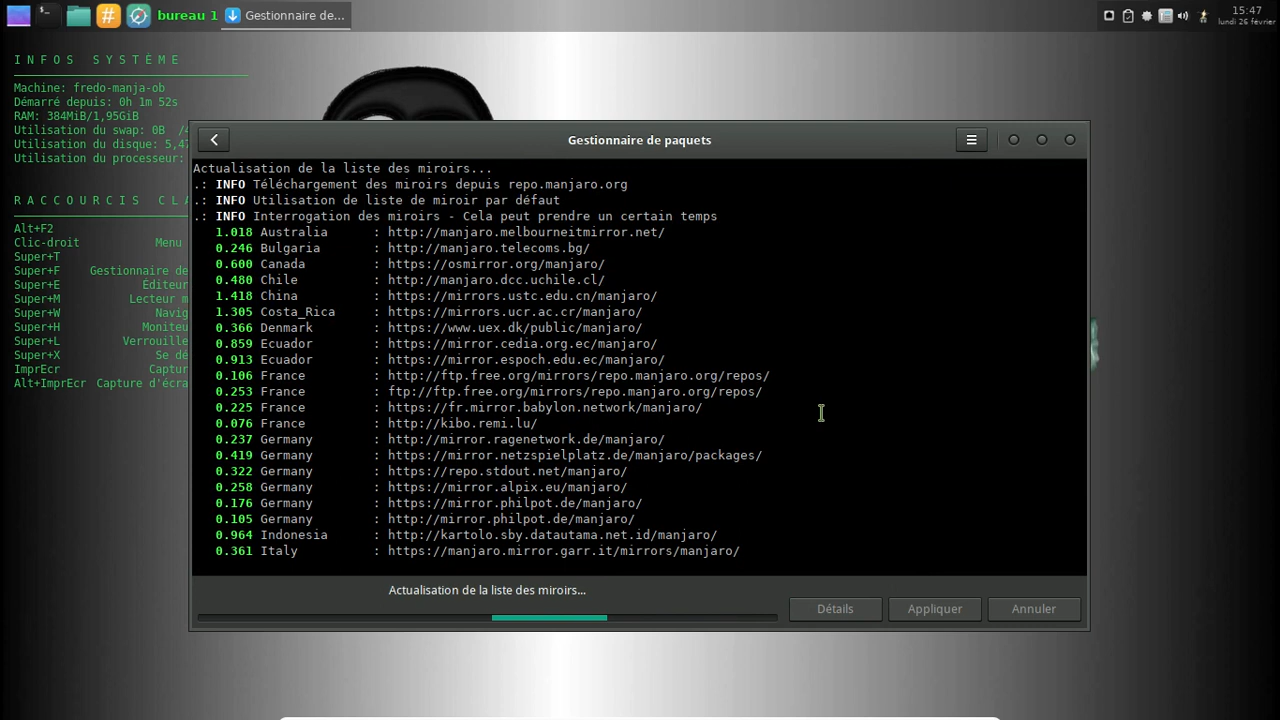 bureau 1
Gestionnaire de...
15:47
lundi 26 février
INFOS SYSTÈME
Machine: fredo-manja-ob
Démarré depuis: 0h 1m 52s
RAM: 384MiB/1,95GiB
Utilisation du swap: 0B /4
Utilisation du disque: 5,47
Utilisation du processeur:
RACCOURCIS CLA
Alt+F2
Clic-droit Menu
Super+T
Super+F Gestionnaire de
Super+E Éditeur
Super+M Lecteur m
Super+W Navig
Super+H Moniteu
Super+L Verrouille
Super+X Se dé
ImprEcr Captur
Alt+ImprEcr Capture d'écra
Gestionnaire de paquets
Actualisation de la liste des miroirs...
.: INFO Téléchargement des miroirs depuis repo.manjaro.org
.: INFO Utilisation de liste de miroir par défaut
.: INFO Interrogation des miroirs - Cela peut prendre un certain temps
1.018 Australia : http://manjaro.melbourneitmirror.net/
0.246 Bulgaria : http://manjaro.telecoms.bg/
0.600 Canada : https://osmirror.org/manjaro/
0.480 Chile : http://manjaro.dcc.uchile.cl/
1.418 China : https://mirrors.ustc.edu.cn/manjaro/
1.305 Costa_Rica : https://mirrors.ucr.ac.cr/manjaro/
0.366 Denmark : https://www.uex.dk/public/manjaro/
0.859 Ecuador : https://mirror.cedia.org.ec/manjaro/
0.913 Ecuador : https://mirror.espoch.edu.ec/manjaro/
0.106 France : http://ftp.free.org/mirrors/repo.manjaro.org/repos/
0.253 France : ftp://ftp.free.org/mirrors/repo.manjaro.org/repos/
0.225 France : https://fr.mirror.babylon.network/manjaro/
0.076 France : http://kibo.remi.lu/
0.237 Germany : http://mirror.ragenetwork.de/manjaro/
0.419 Germany : https://mirror.netzspielplatz.de/manjaro/packages/
0.322 Germany : https://repo.stdout.net/manjaro/
0.258 Germany : https://mirror.alpix.eu/manjaro/
0.176 Germany : https://mirror.philpot.de/manjaro/
0.105 Germany : http://mirror.philpot.de/manjaro/
0.964 Indonesia : http://kartolo.sby.datautama.net.id/manjaro/
0.361 Italy : https://manjaro.mirror.garr.it/mirrors/manjaro/
Actualisation de la liste des miroirs...
Détails
Appliquer
Annuler